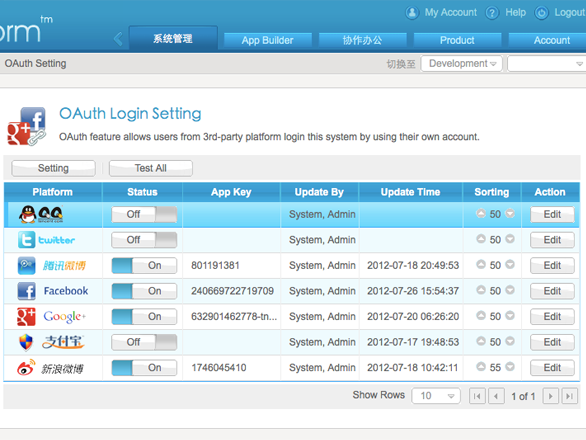 orm™
My Account Help Logout
系统管理 App Builder 协作办公 Product Account
OAuth Setting 切换至 Development
OAuth Login Setting
OAuth feature allows users from 3rd-party platform login this system by using their own account.
Setting Test All
Platform Status App Key Update By Update Time Sorting Action
QQ Off System, Admin 50 Edit
twitter Off System, Admin 50 Edit
腾讯微博 On 801191381 System, Admin 2012-07-18 20:49:53 50 Edit
Facebook On 240669722719709 System, Admin 2012-07-26 15:54:37 50 Edit
Google+ On 632901462778-tn... System, Admin 2012-07-20 06:26:20 50 Edit
支付宝 Off System, Admin 2012-07-17 19:48:53 50 Edit
新浪微博 On 1746045410 System, Admin 2012-07-18 10:42:11 55 Edit
Show Rows 10 1 of 1